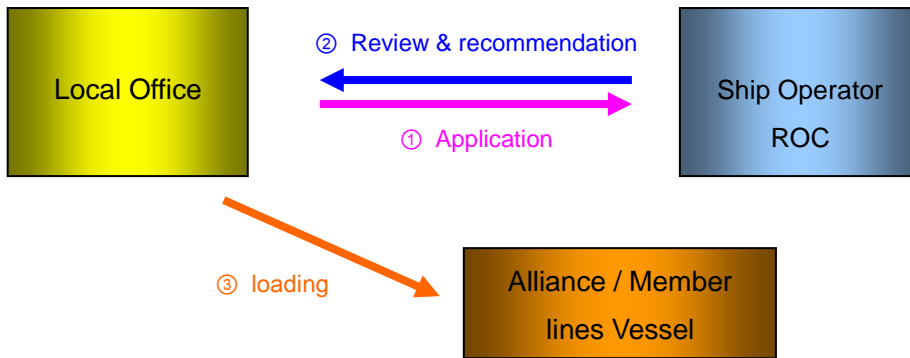 ② Review & recommendation
Local Office
Ship Operator
ROC
① Application
③ loading
Alliance / Member
lines Vessel